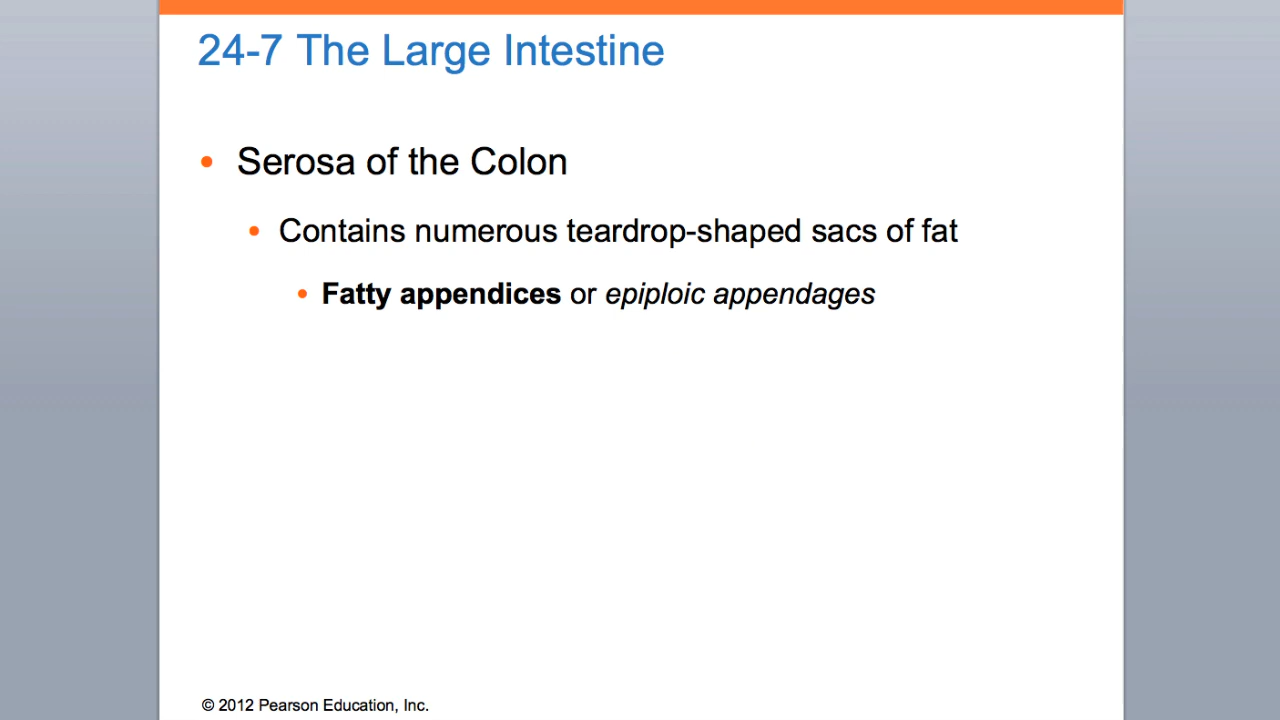 24-7 The Large Intestine
• Serosa of the Colon
• Contains numerous teardrop-shaped sacs of fat
• Fatty appendices or epiploic appendages
© 2012 Pearson Education, Inc.